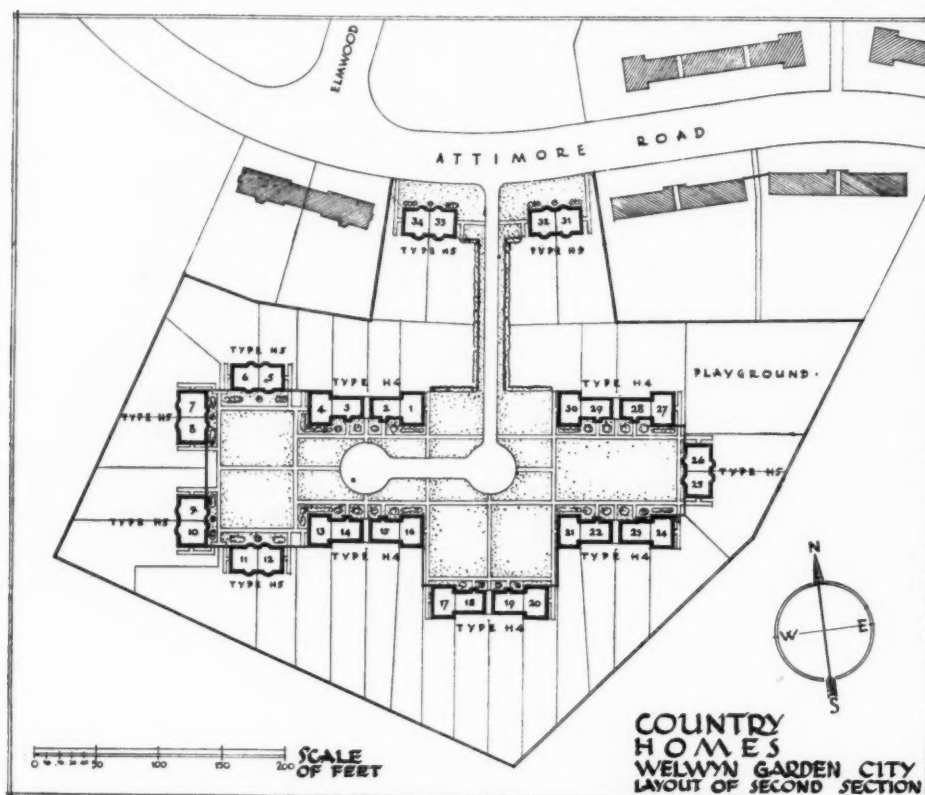 ELMWOOD
ATTIMORE ROAD
34 33
32 31
TYPE H5
TYPE H5
TYPE H5
6 5
TYPE H4
TYPE H4
PLAYGROUND.
7
8
TYPE H5
4 3 2 1
30 29 28 27
26
25
TYPE H5
9
10
TYPE H5
13 14 15 16
21 22 23 24
11 12
TYPE H5
TYPE H4
TYPE H4
17 18 19 20
TYPE H4
N
W E
S
0 10 20 30 40 50 100 150 200
SCALE
OF FEET
COUNTRY
HOMES
WELWYN GARDEN CITY
LAYOUT OF SECOND SECTION